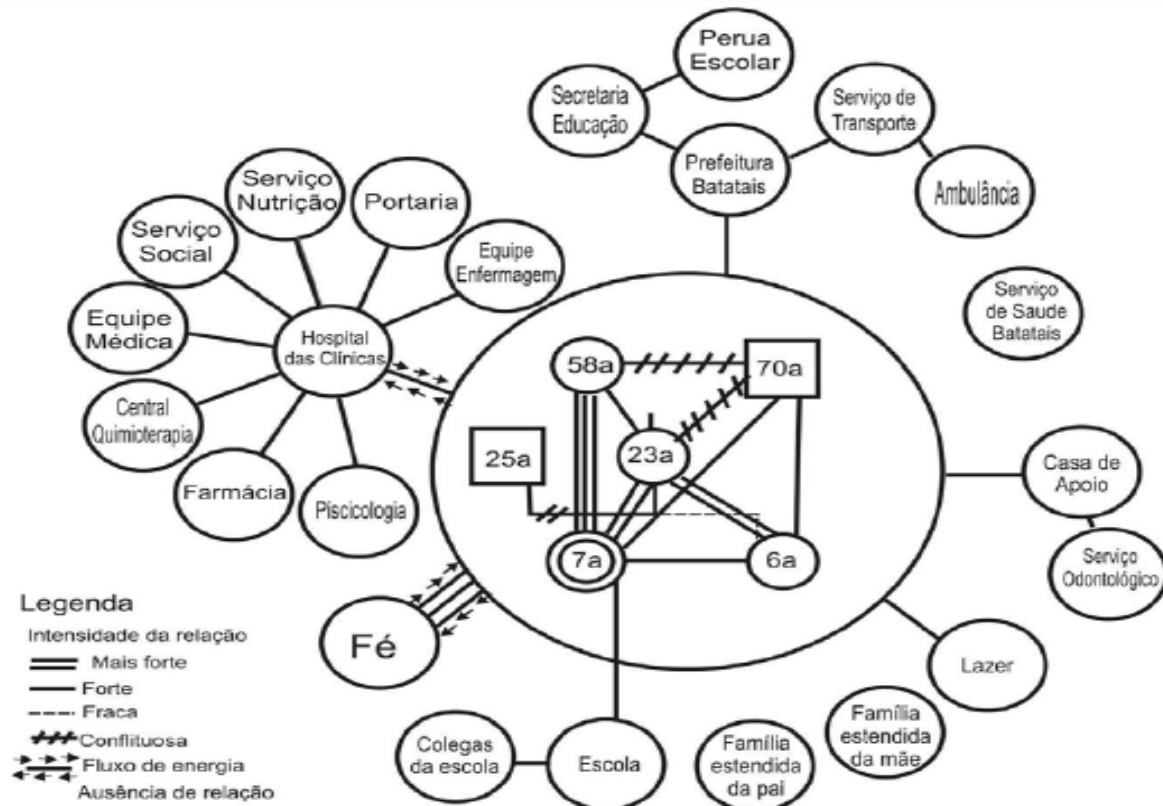 Perua
Escolar
Secretaria
Educação
Serviço de
Transporte
Prefeitura
Batatais
Ambulância
Serviço
Nutrição
Portaria
Serviço
Social
Equipe
Enfermagem
Equipe
Médica
Hospital
das Clínicas
Central
Quimioterapia
Farmácia
Piscicologia
Serviço
de Saude
Batatais
58a
70a
25a
23a
7a
6a
Casa de
Apoio
Serviço
Odontológico
Lazer
Fé
Família
estendida
da mãe
Família
estendida
da pai
Escola
Colegas
da escola
Legenda
Intensidade da relação
Mais forte
Forte
Fraca
Conflituosa
Fluxo de energia
Ausência de relação